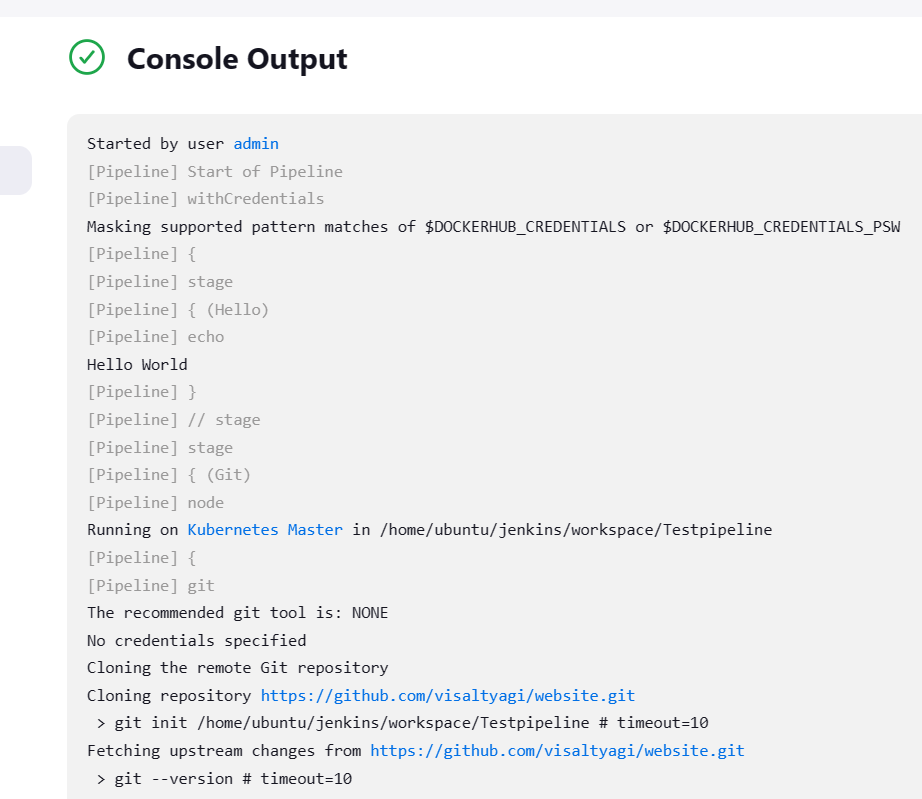 Console Output
Started by user admin
[Pipeline] Start of Pipeline
[Pipeline] withCredentials
Masking supported pattern matches of $DOCKERHUB_CREDENTIALS or $DOCKERHUB_CREDENTIALS_PSW
[Pipeline] {
[Pipeline] stage
[Pipeline] { (Hello)
[Pipeline] echo
Hello World
[Pipeline] }
[Pipeline] // stage
[Pipeline] stage
[Pipeline] { (Git)
[Pipeline] node
Running on Kubernetes Master in /home/ubuntu/jenkins/workspace/Testpipeline
[Pipeline] {
[Pipeline] git
The recommended git tool is: NONE
No credentials specified
Cloning the remote Git repository
Cloning repository https://github.com/visaltyagi/website.git
 > git init /home/ubuntu/jenkins/workspace/Testpipeline # timeout=10
Fetching upstream changes from https://github.com/visaltyagi/website.git
 > git --version # timeout=10